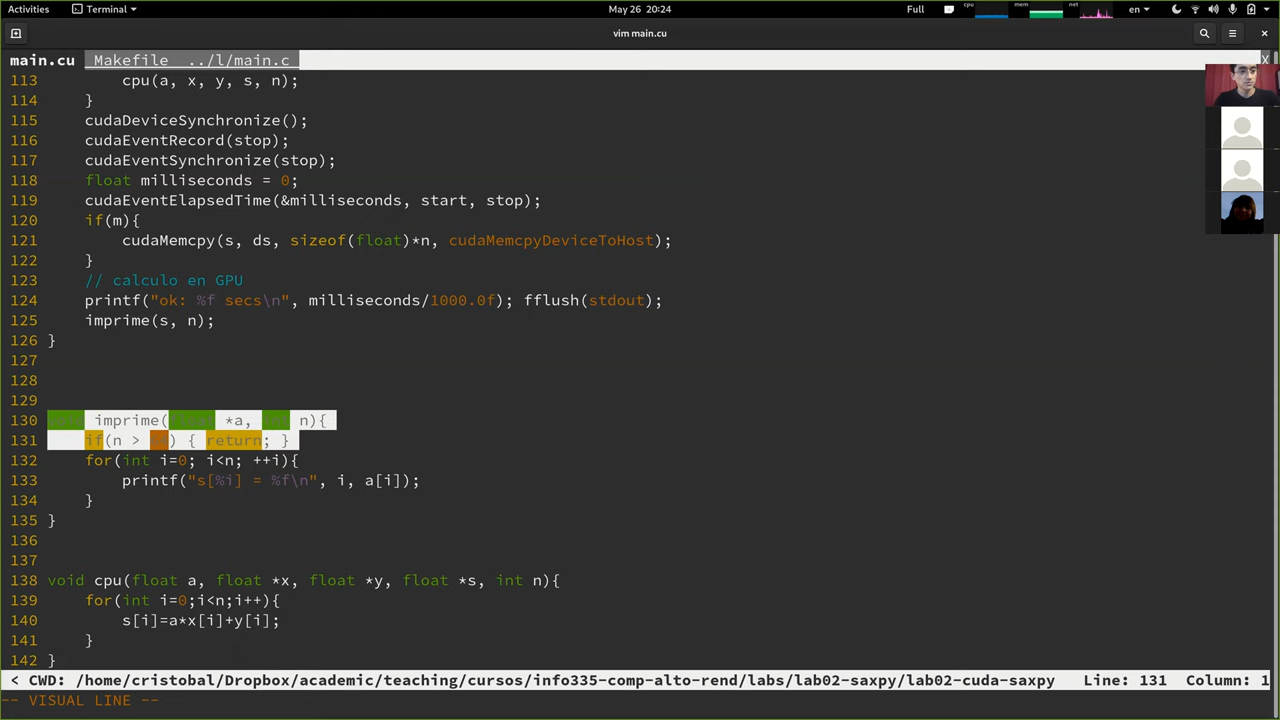 Activities Terminal May 26 20:24 Full cpu mem net en
vim main.cu
main.cu Makefile ../l/main.c X
113 cpu(a, x, y, s, n);
114 }
115 cudaDeviceSynchronize();
116 cudaEventRecord(stop);
117 cudaEventSynchronize(stop);
118 float milliseconds = 0;
119 cudaEventElapsedTime(&milliseconds, start, stop);
120 if(m){
121 cudaMemcpy(s, ds, sizeof(float)*n, cudaMemcpyDeviceToHost);
122 }
123 // calculo en GPU
124 printf("ok: %f secs\n", milliseconds/1000.0f); fflush(stdout);
125 imprime(s, n);
126 }
127
128
129
130 imprime( *a, n){
131 if(n > ) { return; }
132 for(int i=0; i<n; ++i){
133 printf("s[%i] = %f\n", i, a[i]);
134 }
135 }
136
137
138 void cpu(float a, float *x, float *y, float *s, int n){
139 for(int i=0;i<n;i++){
140 s[i]=a*x[i]+y[i];
141 }
142 }
< CWD: /home/cristobal/Dropbox/academic/teaching/cursos/info335-comp-alto-rend/labs/lab02-saxpy/lab02-cuda-saxpy Line: 131 Column: 1
-- VISUAL LINE --